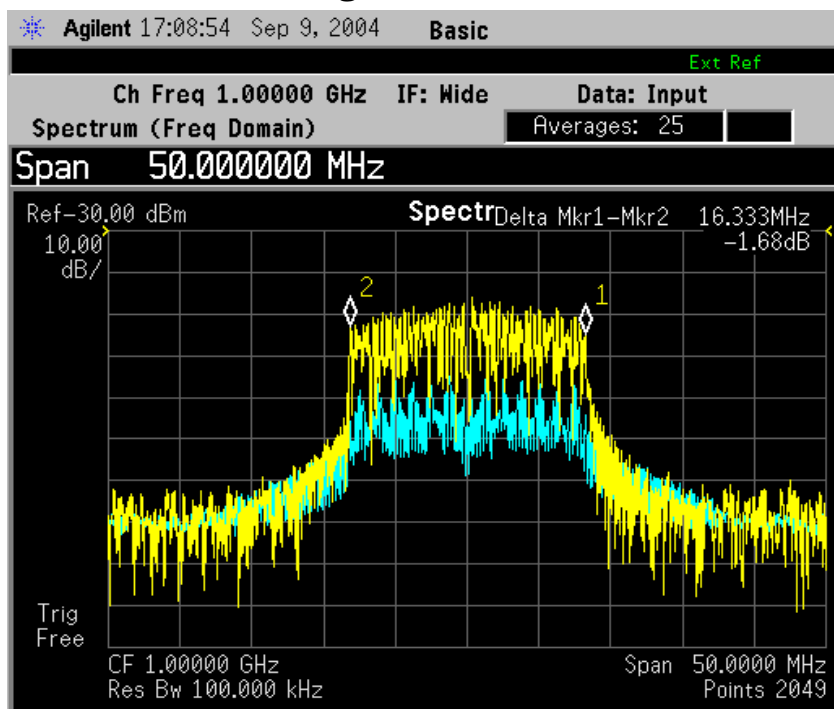 Agilent 17:08:54 Sep 9, 2004 Basic
Ext Ref
Ch Freq 1.00000 GHz IF: Wide Data: Input
Spectrum (Freq Domain) Averages: 25
Span 50.000000 MHz
Ref-30.00 dBm Spectr Delta Mkr1-Mkr2 16.333MHz
10.00 -1.68dB
dB/
2
1
Trig
Free
CF 1.00000 GHz Span 50.0000 MHz
Res Bw 100.000 kHz Points 2049